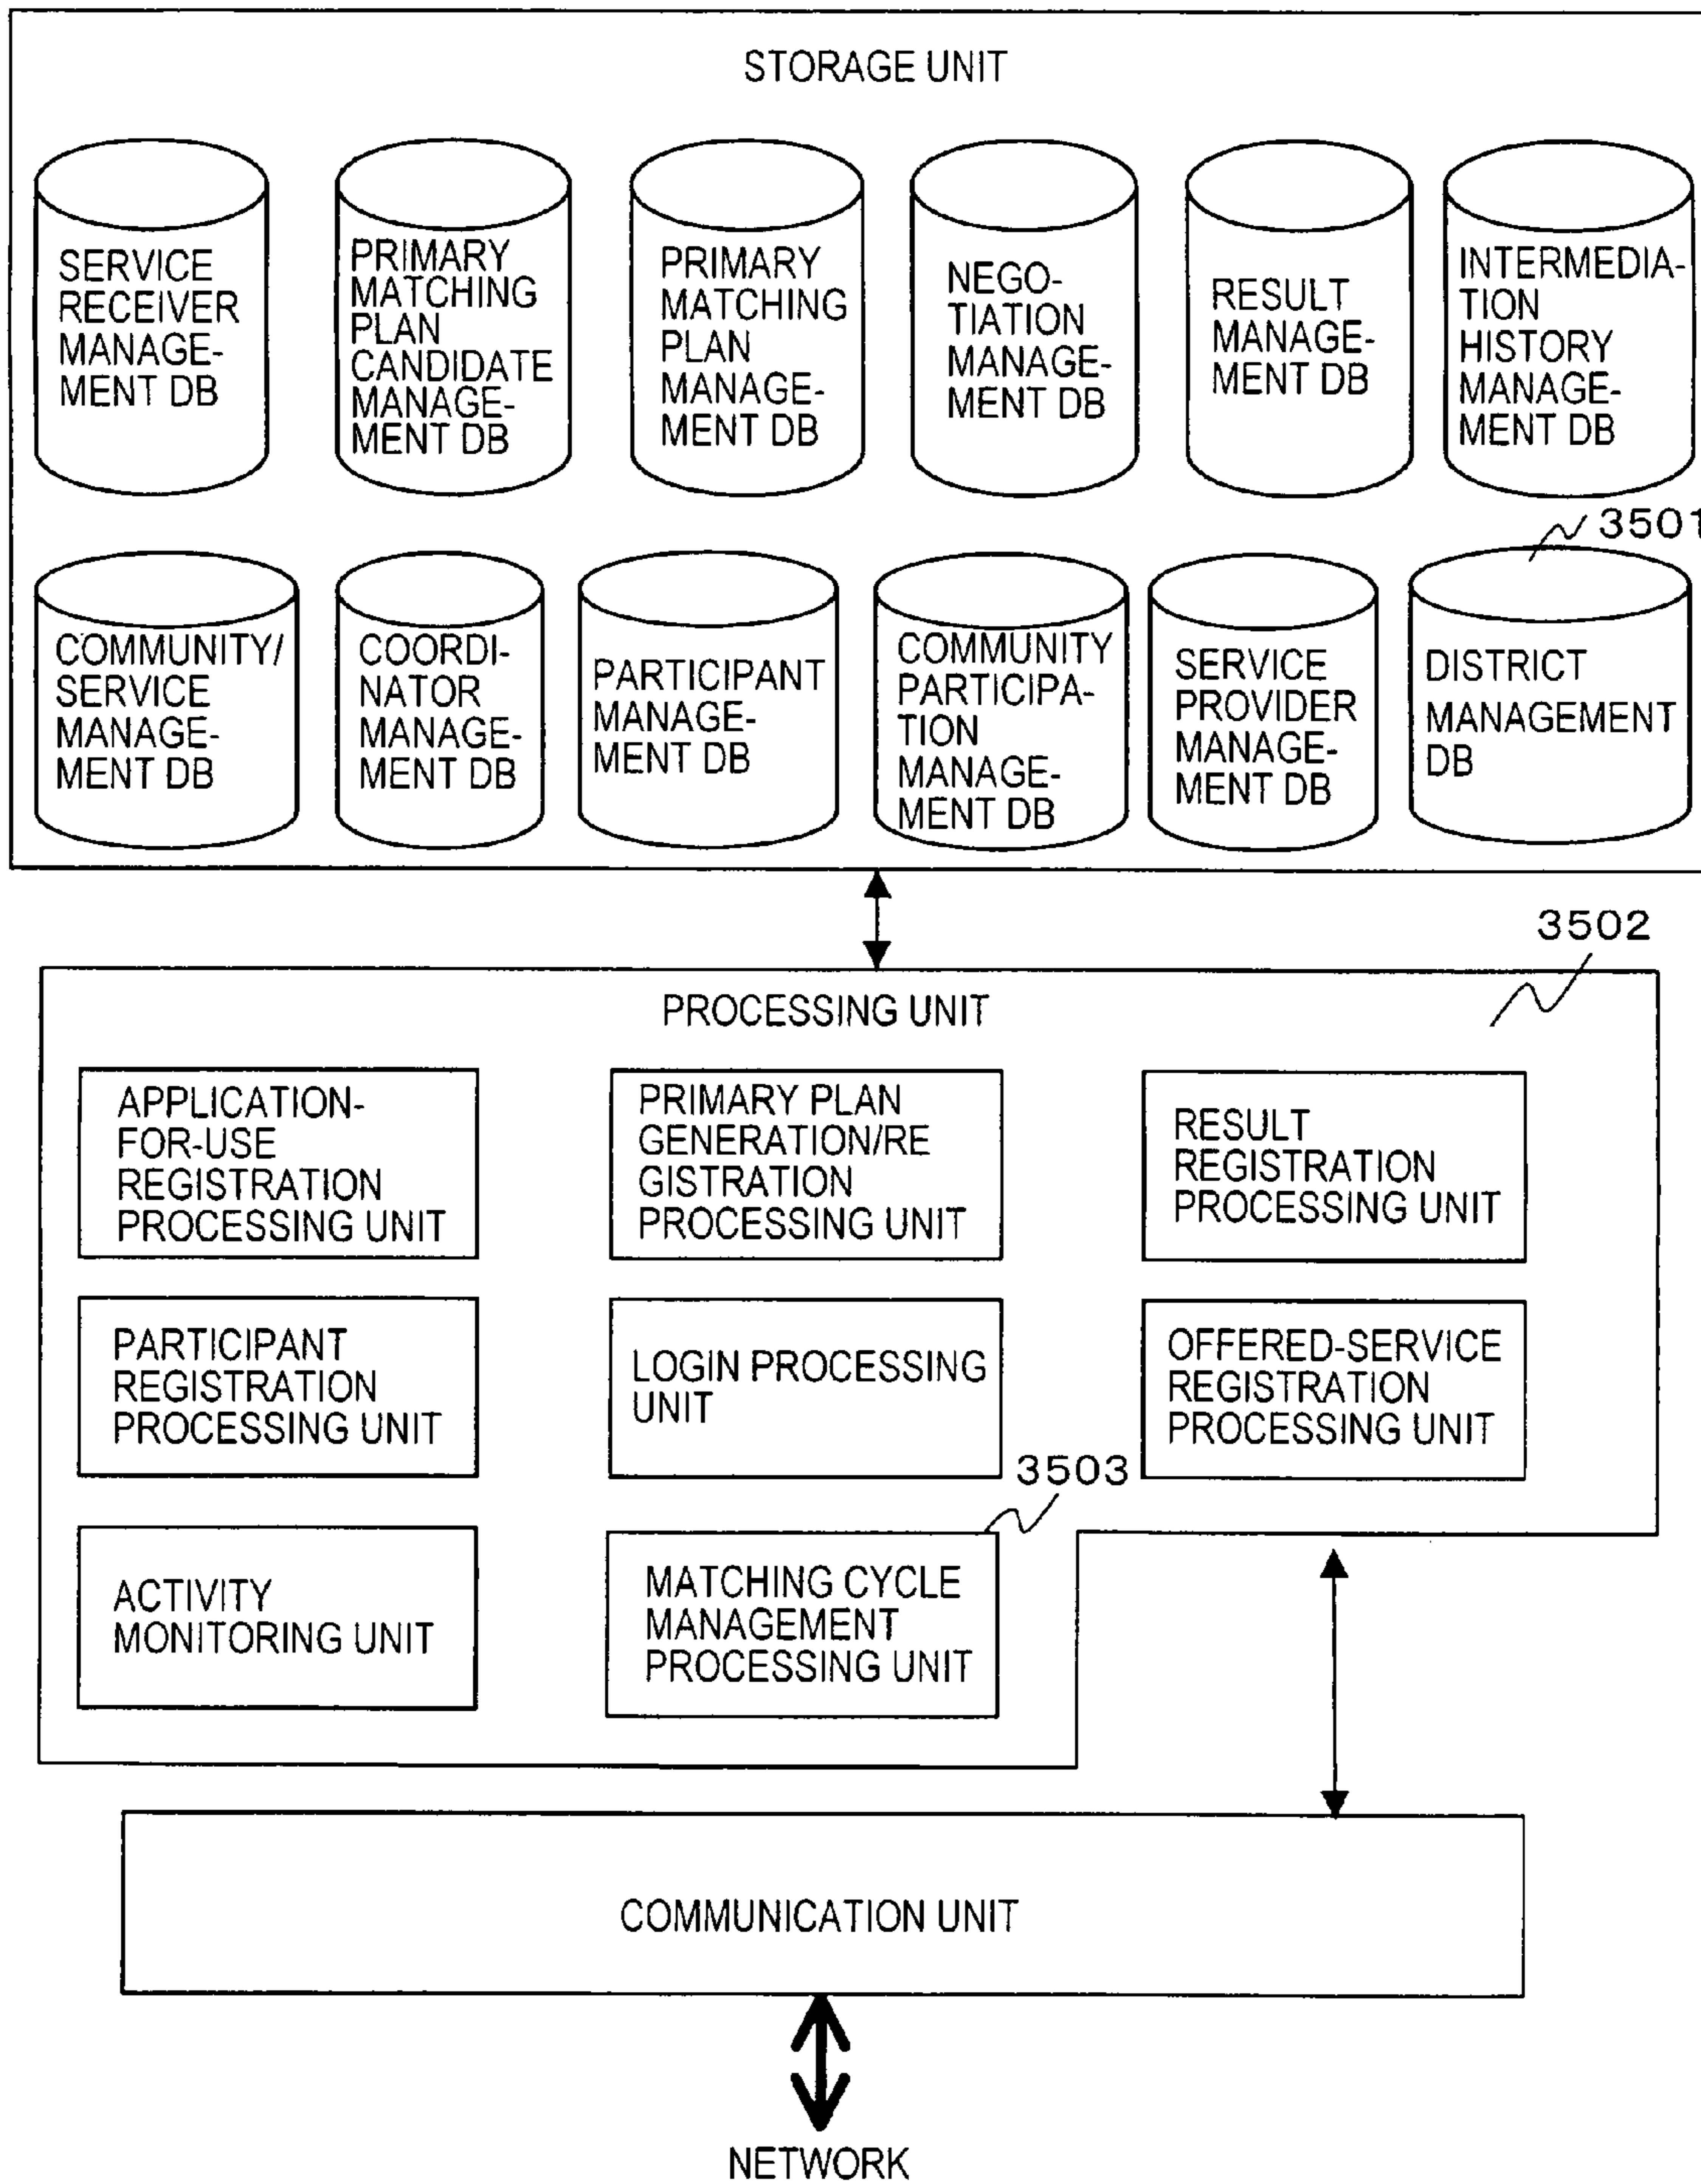 STORAGE UNIT
SERVICE
RECEIVER
MANAGE-
MENT DB
PRIMARY
MATCHING
PLAN
CANDIDATE
MANAGE-
MENT DB
PRIMARY
MATCHING
PLAN
MANAGE-
MENT DB
NEGO-
TIATION
MANAGE-
MENT DB
RESULT
MANAGE-
MENT DB
INTERMEDIA-
TION
HISTORY
MANAGE-
MENT DB
3501
COMMUNITY/
SERVICE
MANAGE-
MENT DB
COORDI-
NATOR
MANAGE-
MENT DB
PARTICIPANT
MANAGE-
MENT DB
COMMUNITY
PARTICIPA-
TION
MANAGE-
MENT DB
SERVICE
PROVIDER
MANAGE-
MENT DB
DISTRICT
MANAGEMENT
DB
3502
PROCESSING UNIT
APPLICATION-
FOR-USE
REGISTRATION
PROCESSING UNIT
PRIMARY PLAN
GENERATION/RE
GISTRATION
PROCESSING UNIT
RESULT
REGISTRATION
PROCESSING UNIT
PARTICIPANT
REGISTRATION
PROCESSING UNIT
LOGIN PROCESSING
UNIT
OFFERED-SERVICE
REGISTRATION
PROCESSING UNIT
3503
ACTIVITY
MONITORING UNIT
MATCHING CYCLE
MANAGEMENT
PROCESSING UNIT
COMMUNICATION UNIT
NETWORK